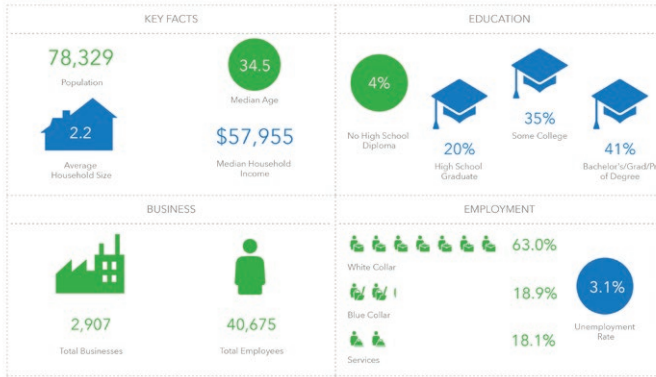 KEY FACTS
78,329
Population
34.5
Median Age
2.2
Average
Household Size
$57,955
Median Household
Income
EDUCATION
4%
No High School
Diploma
20%
High School
Graduate
35%
Some College
41%
Bachelor's/Grad/Pr
of Degree
BUSINESS
2,907
Total Businesses
40,675
Total Employees
EMPLOYMENT
63.0%
White Collar
18.9%
Blue Collar
18.1%
Services
3.1%
Unemployment
Rate